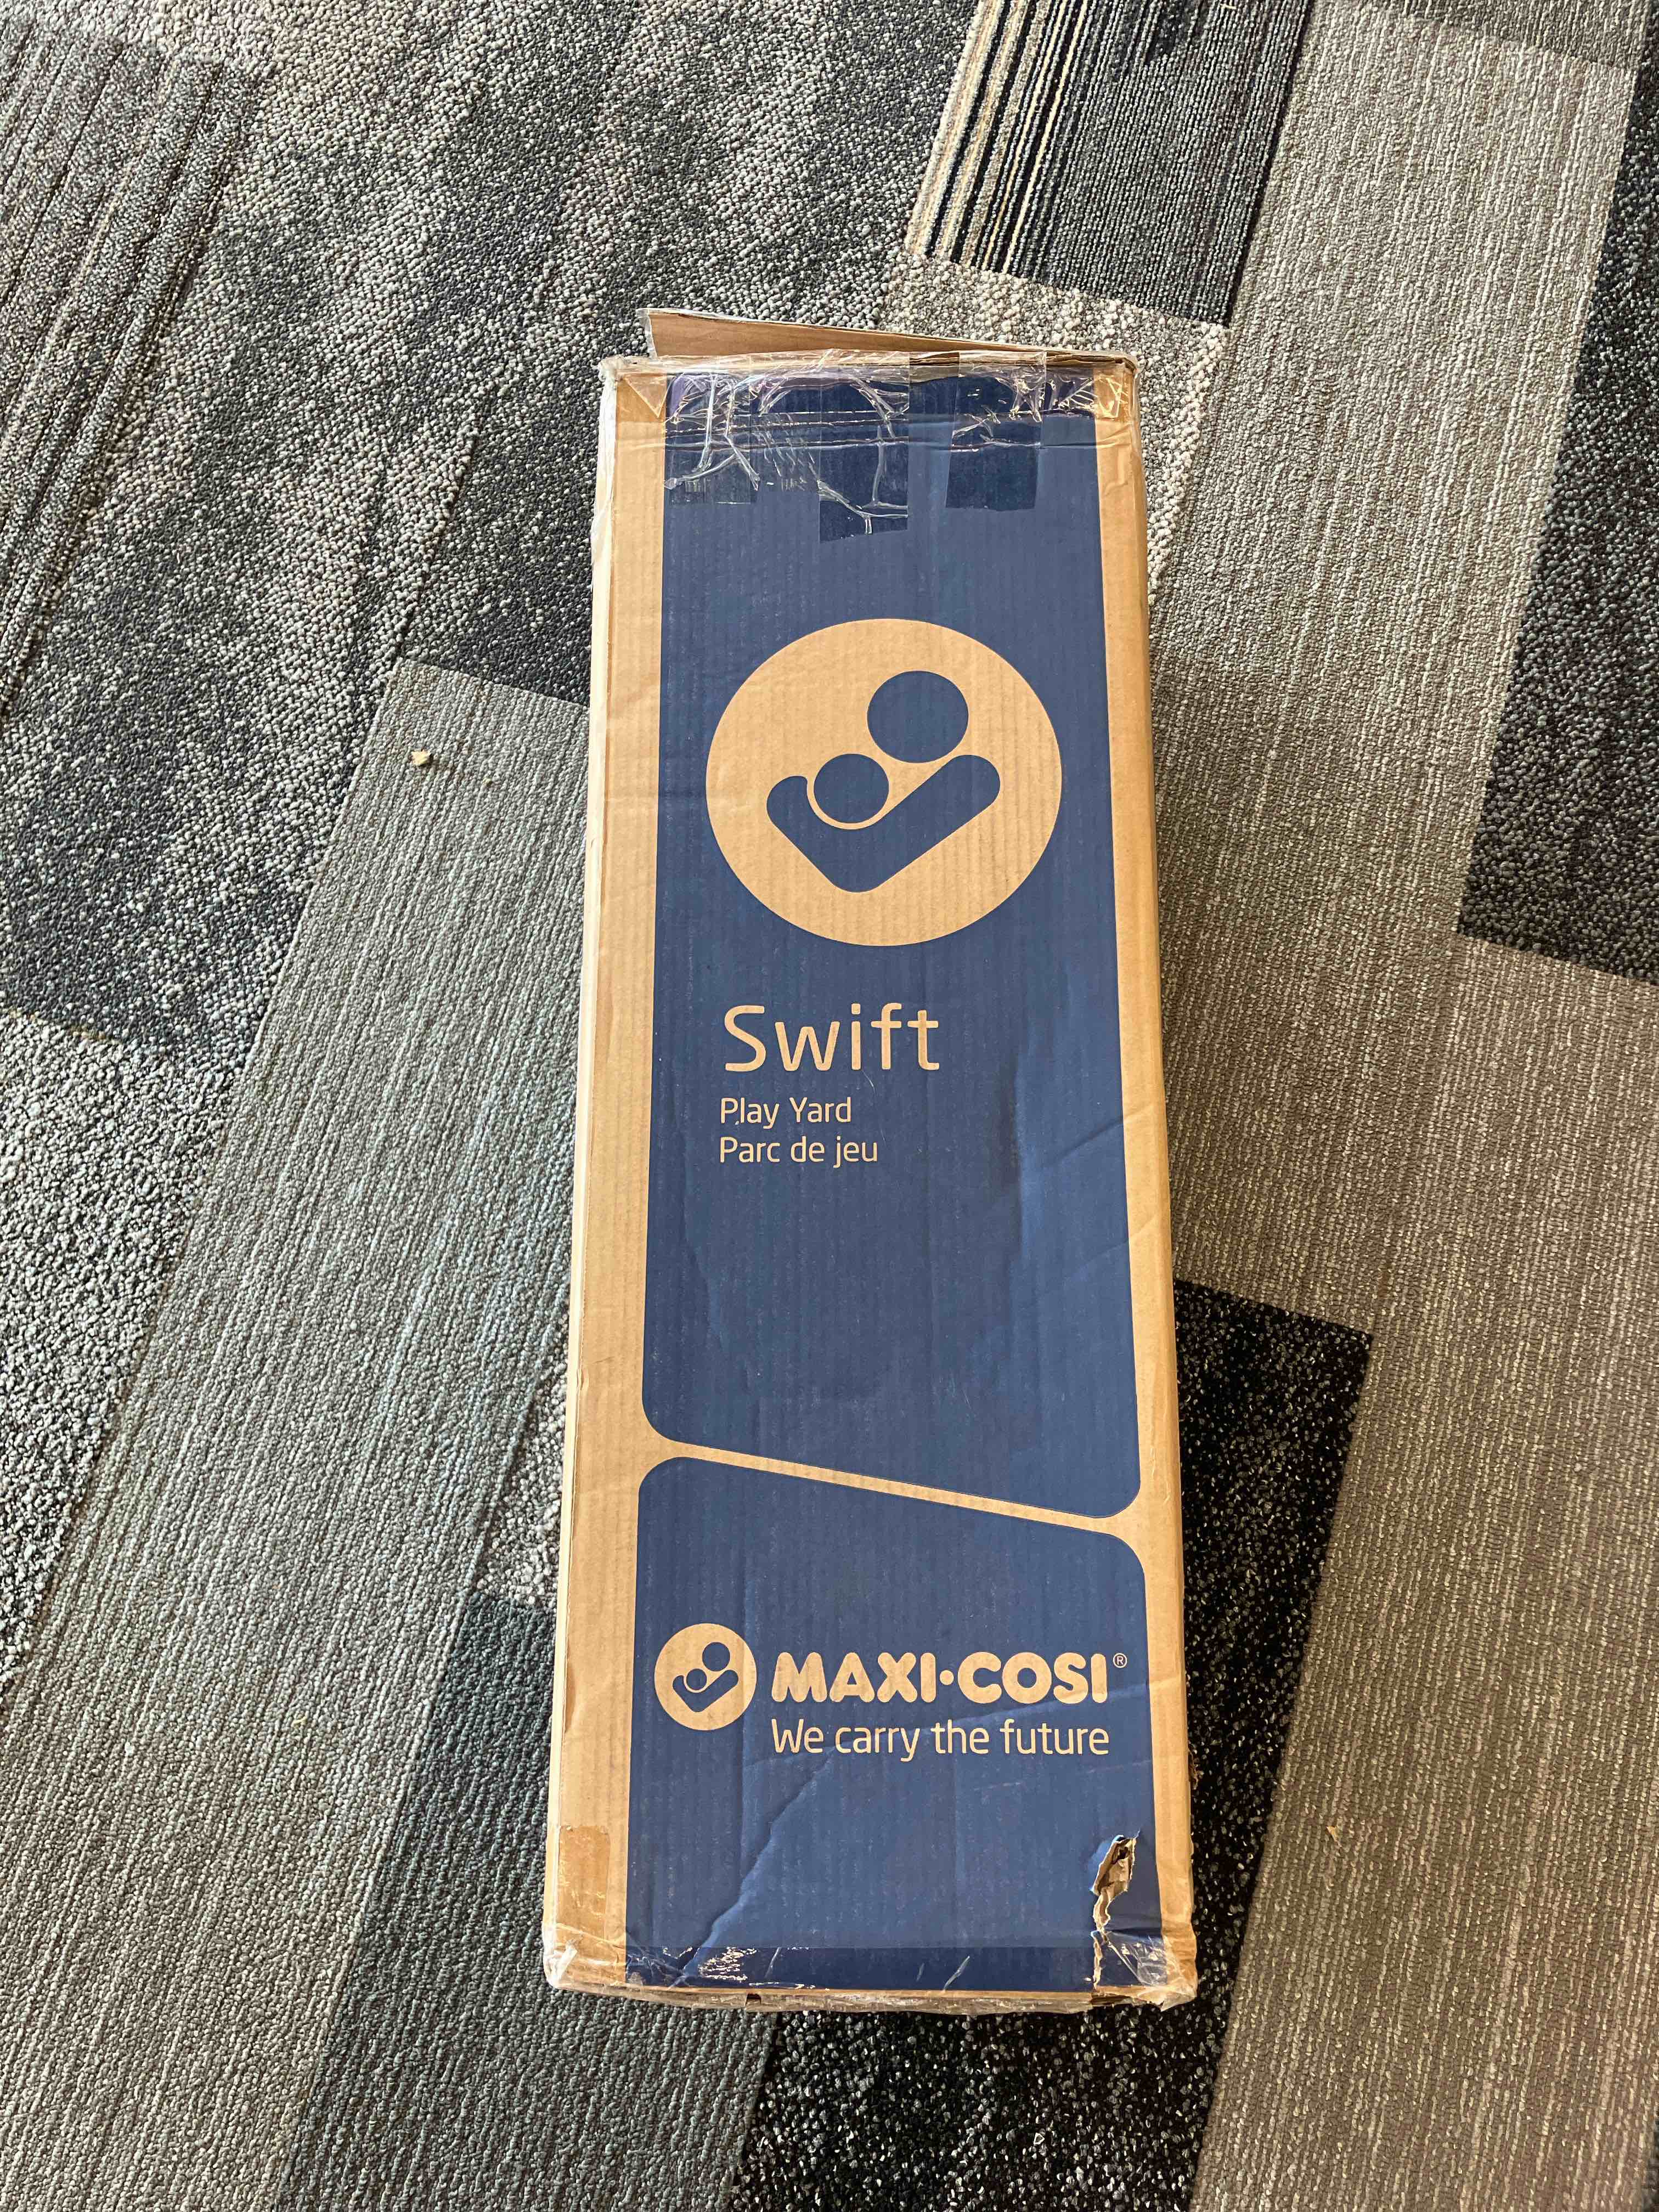 Swift
Play Yard
Parc de jeu
MAXI·COSI®
We carry the future